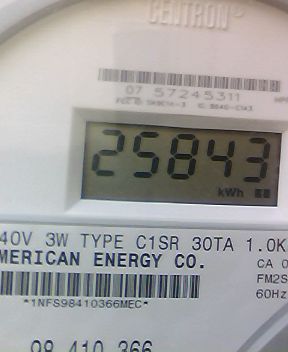 CENTRON®
07 57245311
25843
kWh
40V 3W TYPE C1SR 30TA 1.0K
MERICAN ENERGY CO.
CA 0
FM2S
60Hz
*1NFS98410366MEC*
98 410 366